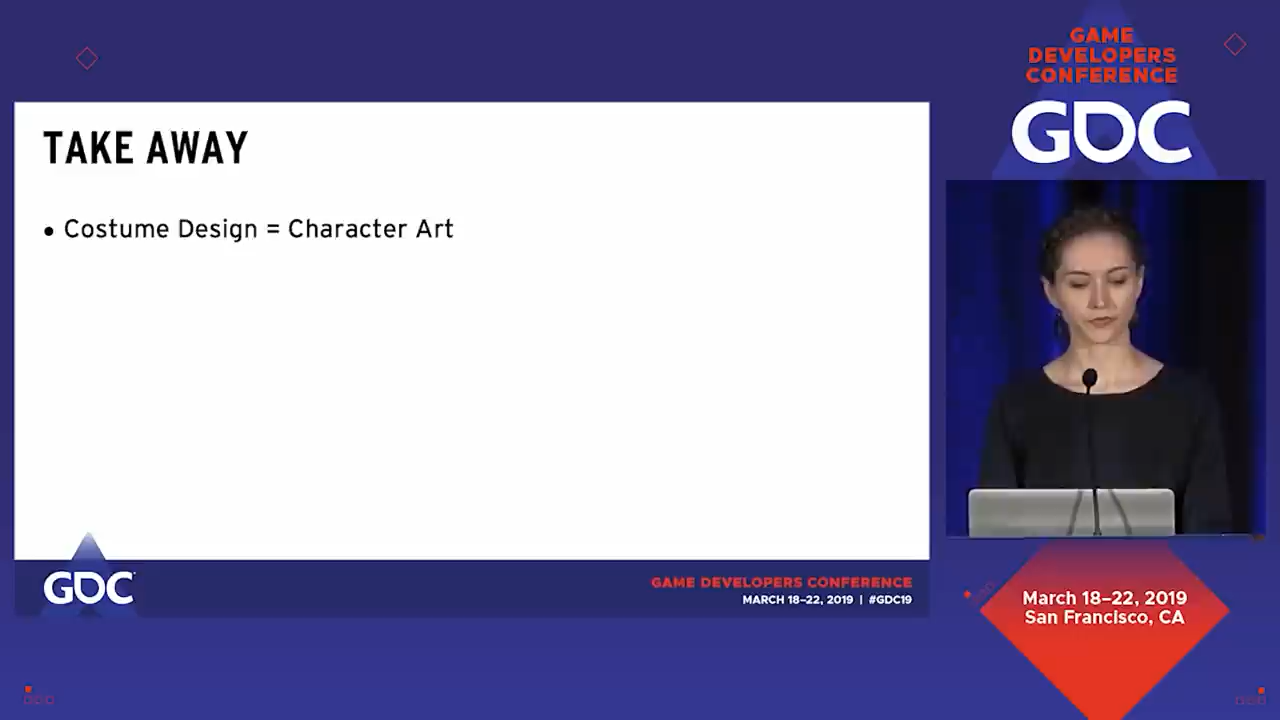 GAME
DEVELOPERS
CONFERENCE
GDC
TAKE AWAY
• Costume Design = Character Art
GDC
GAME DEVELOPERS CONFERENCE
MARCH 18–22, 2019 | #GDC19
March 18–22, 2019
San Francisco, CA